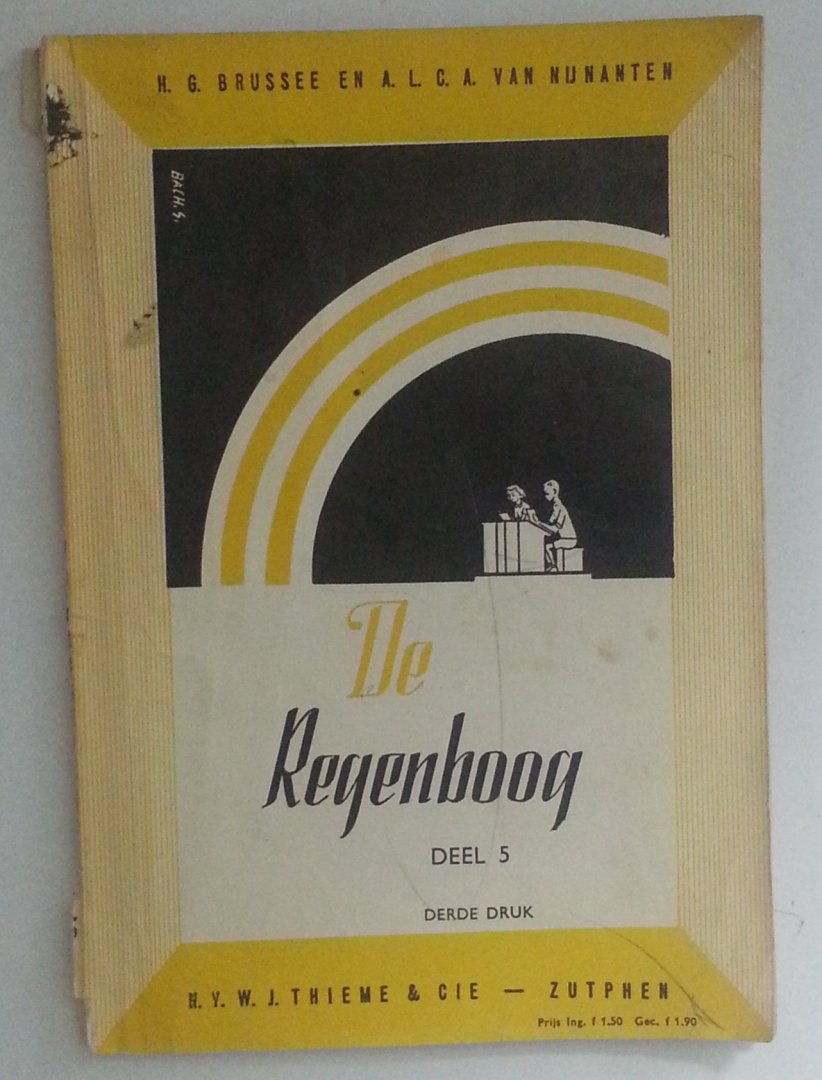 H. G. BRUSSEE EN A. L. C. A. VAN NIJNANTEN
BACH. S.
De
Regenboog
DEEL 5
DERDE DRUK
N. V. W. J. THIEME & CIE — ZUTPHEN
Prijs Ing. f 1.50 Gec. f 1.90